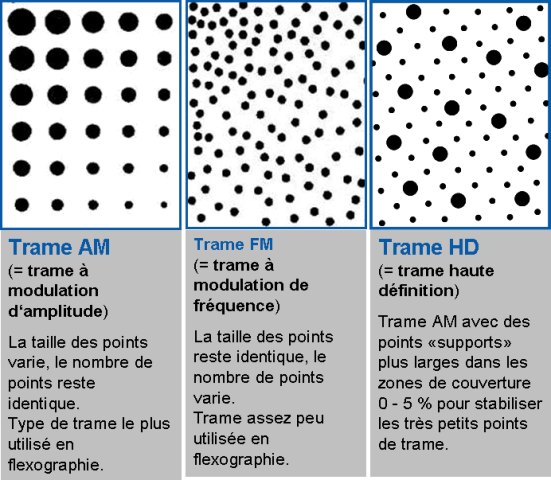 Trame AM
(= trame à
modulation
d'amplitude)
La taille des points
varie, le nombre de
points reste
identique.
Type de trame le plus
utilisé en
flexographie.
Trame FM
(= trame à
modulation de
fréquence)
La taille des points
reste identique, le
nombre de points
varie.
Trame assez peu
utilisée en
flexographie.
Trame HD
(= trame haute
définition)
Trame AM avec des
points «supports»
plus larges dans les
zones de couverture
0 - 5 % pour stabiliser
les très petits points
de trame.